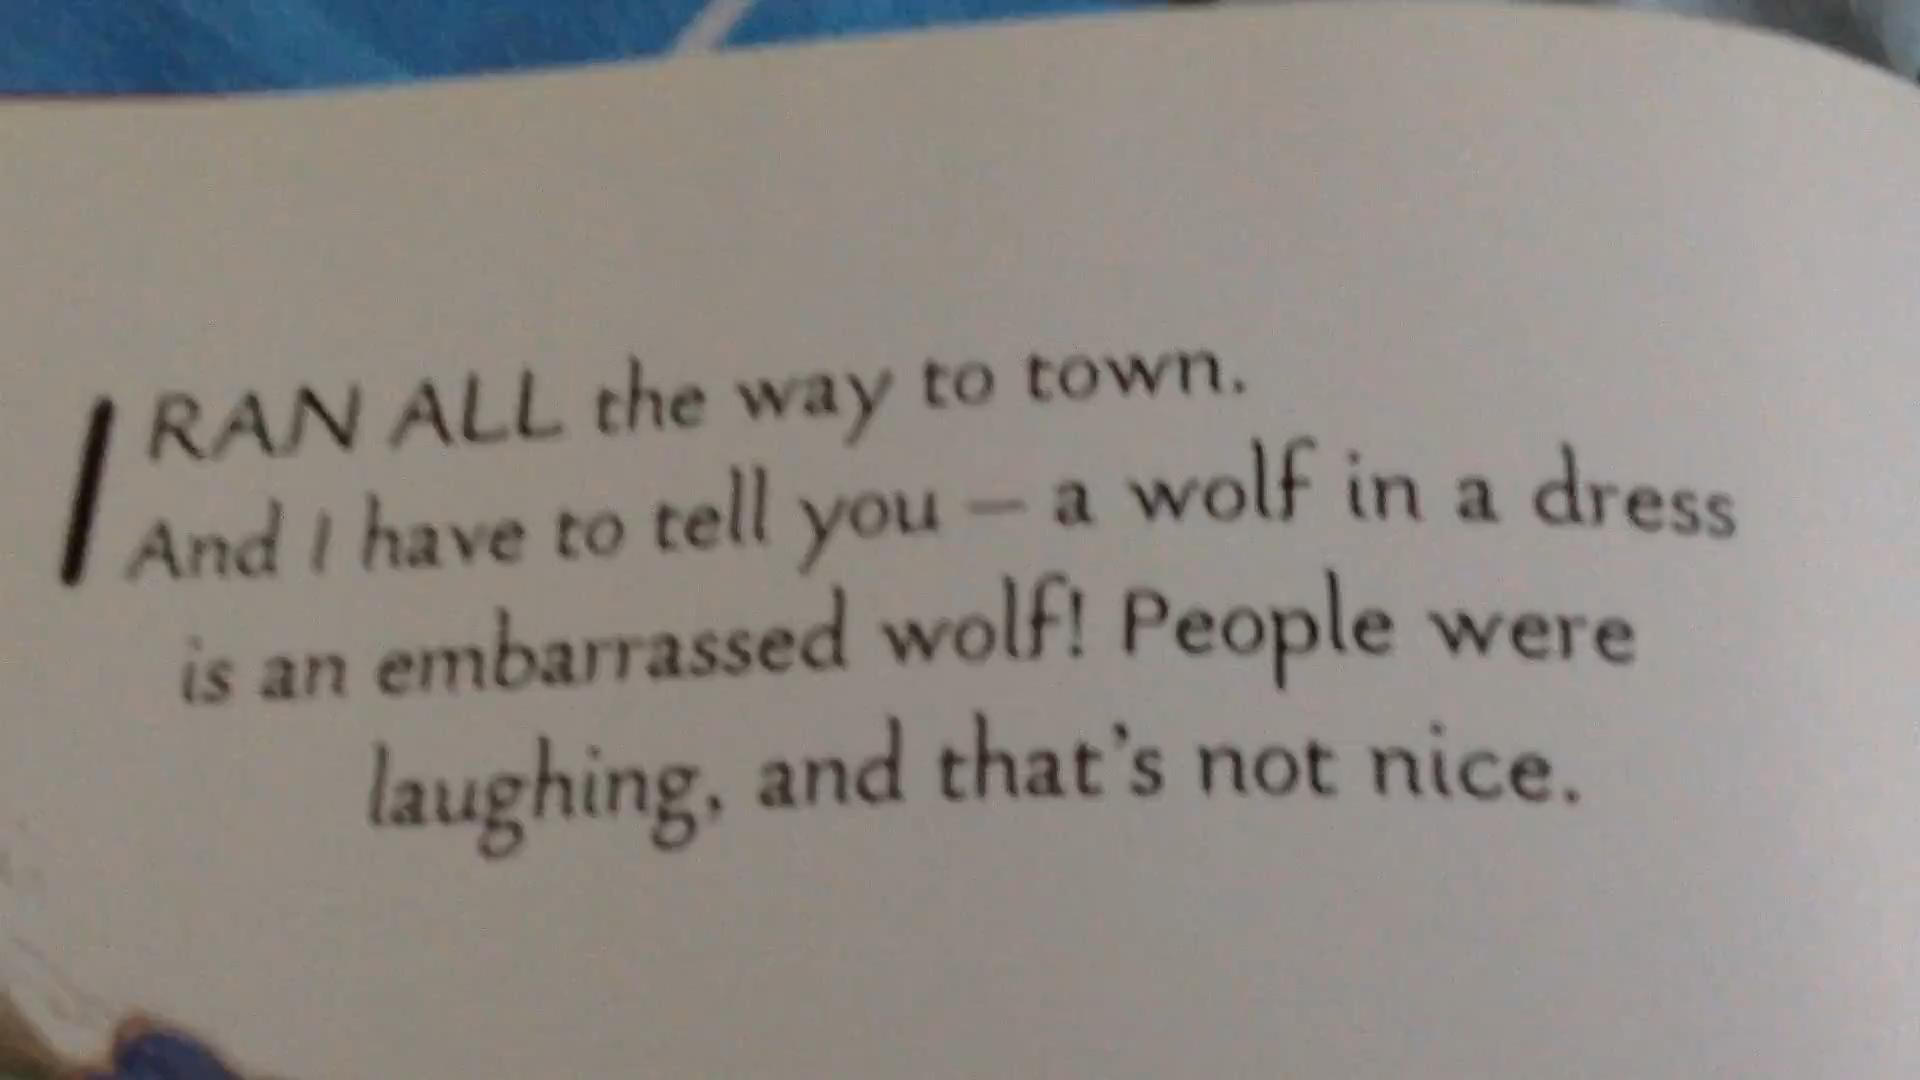 I RAN ALL the way to town.
And I have to tell you – a wolf in a dress
is an embarrassed wolf! People were
laughing, and that's not nice.